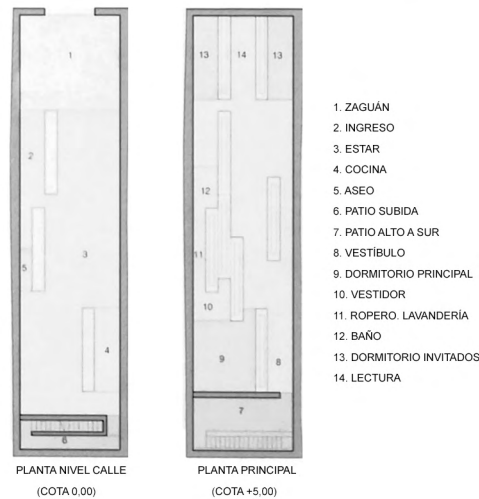 1
2
5
3
4
6
PLANTA NIVEL CALLE
(COTA 0,00)
13 14 13
12
11
10
9
8
7
PLANTA PRINCIPAL
(COTA +5,00)
1. ZAGUÁN
2. INGRESO
3. ESTAR
4. COCINA
5. ASEO
6. PATIO SUBIDA
7. PATIO ALTO A SUR
8. VESTÍBULO
9. DORMITORIO PRINCIPAL
10. VESTIDOR
11. ROPERO. LAVANDERÍA
12. BAÑO
13. DORMITORIO INVITADOS
14. LECTURA